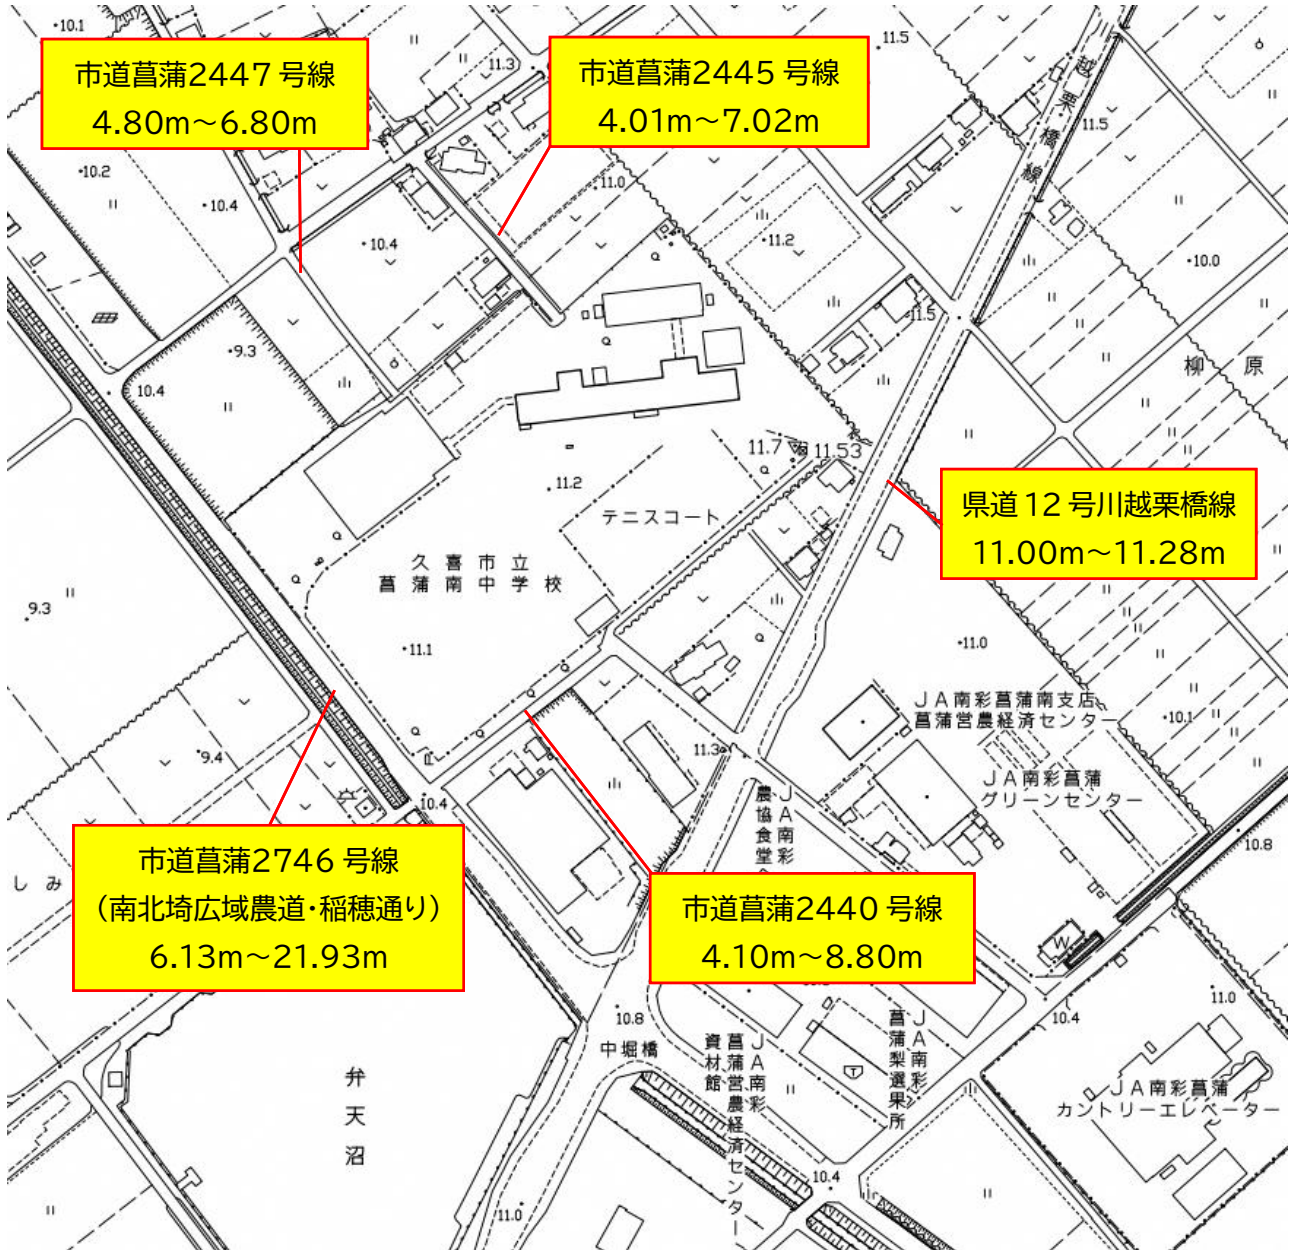 10.1
11.3
11.5
市道菖蒲2447号線
4.80m～6.80m
市道菖蒲2445号線
4.01m～7.02m
越栗橋線
11.5
10.2
10.4
11.0
10.4
11.2
10.0
11.5
9.3
10.4
柳原
11.7
11.53
11.2
テニスコート
県道12号川越栗橋線
11.00m～11.28m
久喜市立
菖蒲南中学校
9.3
11.1
11.0
JA南彩菖蒲南支店
菖蒲営農経済センター
10.1
9.4
11.3
JA南彩菖蒲
グリーンセンター
10.4
JA南彩
農協食堂
10.8
市道菖蒲2746号線
(南北埼広域農道・稲穂通り)
6.13m～21.93m
しみ
市道菖蒲2440号線
4.10m～8.80m
W
11.0
10.4
10.8
中堀橋
JA南彩
菖蒲営農経済センター
資材館
JA南彩
菖蒲梨選果所
T
JA南彩菖蒲
カントリーエレベーター
弁天沼
10.4
11.0